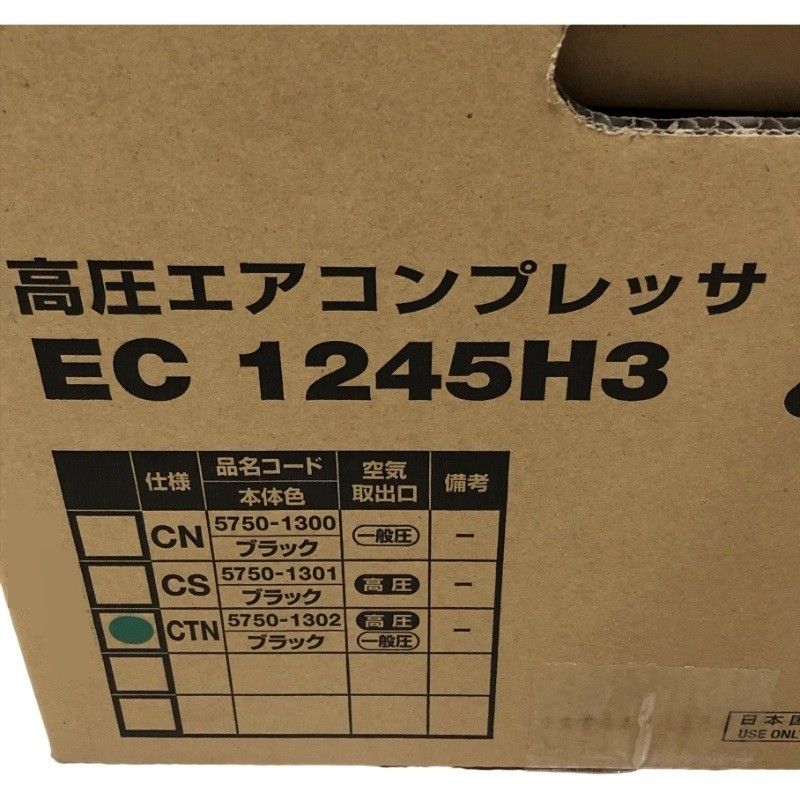 高圧エアコンプレッサ
EC 1245H3
仕様 品名コード 本体色 空気取出口 備考
CN 5750-1300 ブラック 一般圧 −
CS 5750-1301 ブラック 高圧 −
CTN 5750-1302 ブラック 高圧 一般圧 −
日本国
USE ONLY